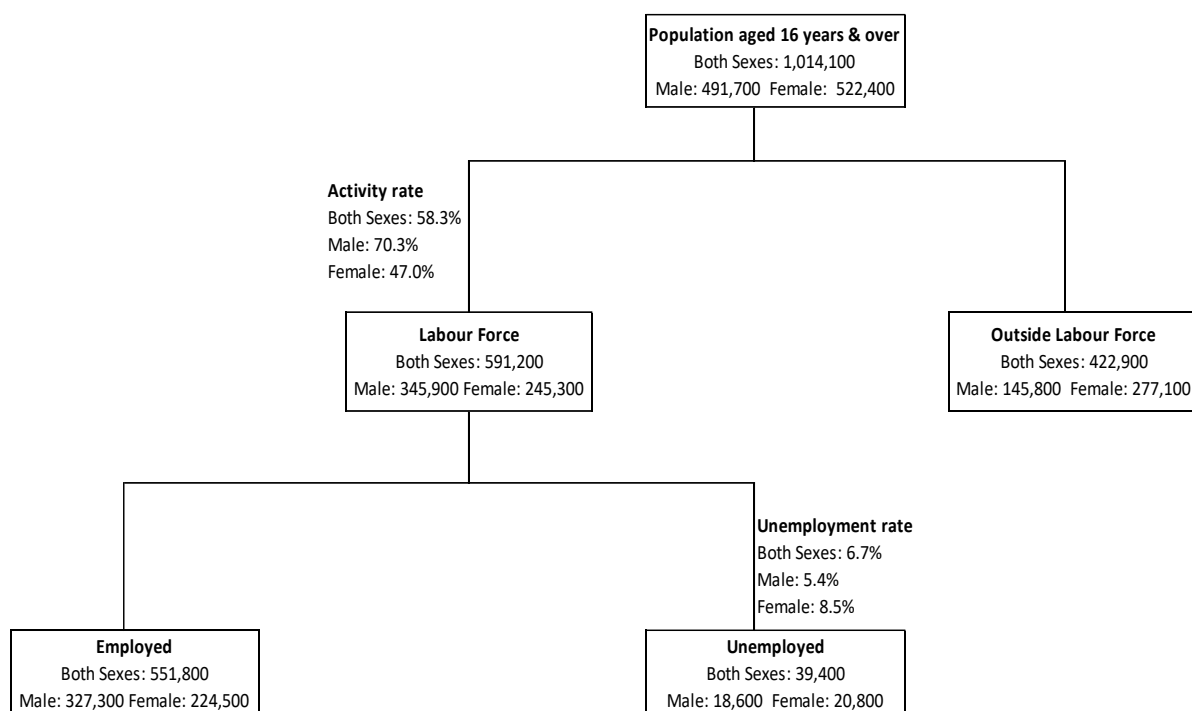 Population aged 16 years & over
Both Sexes: 1,014,100
Male: 491,700 Female: 522,400
Activity rate
Both Sexes: 58.3%
Male: 70.3%
Female: 47.0%
Labour Force
Both Sexes: 591,200
Male: 345,900 Female: 245,300
Outside Labour Force
Both Sexes: 422,900
Male: 145,800 Female: 277,100
Unemployment rate
Both Sexes: 6.7%
Male: 5.4%
Female: 8.5%
Employed
Both Sexes: 551,800
Male: 327,300 Female: 224,500
Unemployed
Both Sexes: 39,400
Male: 18,600 Female: 20,800